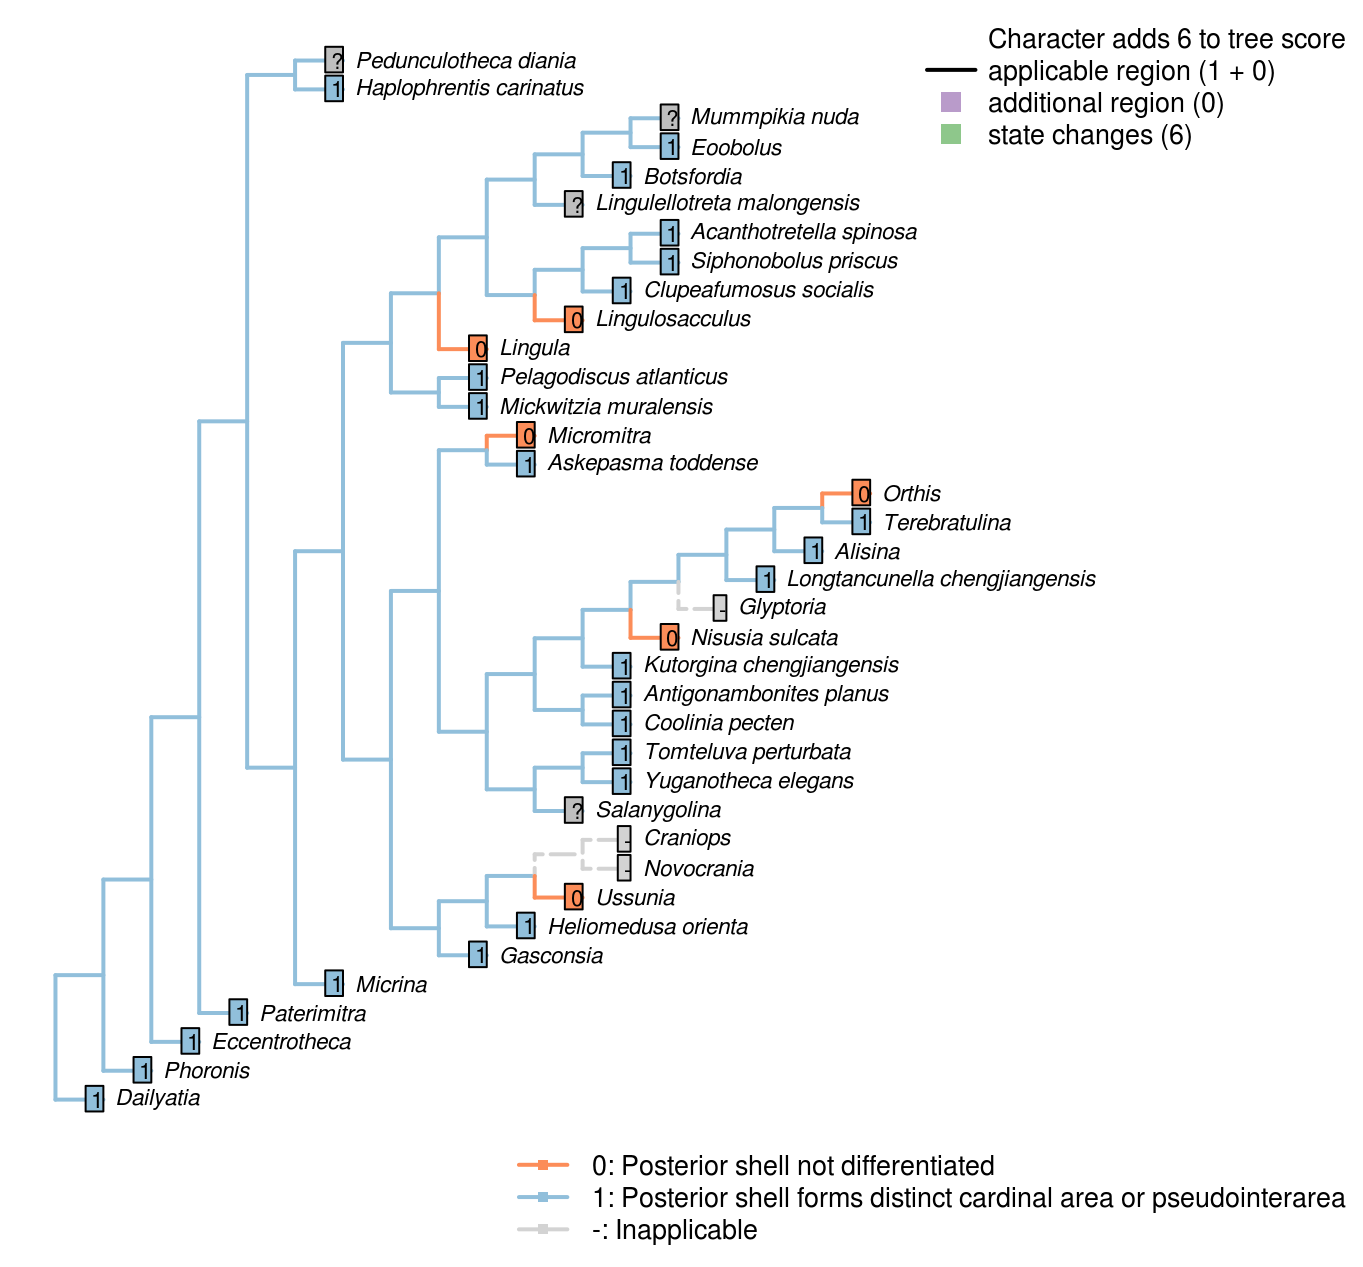 Character adds 6 to tree score
applicable region (1 + 0)
additional region (0)
state changes (6)
? Pedunculotheca diania
1 Haplophrentis carinatus
? Mummpikia nuda
1 Eoobolus
1 Botsfordia
? Lingulellotreta malongensis
1 Acanthotretella spinosa
1 Siphonobolus priscus
1 Clupeafumosus socialis
0 Lingulosacculus
0 Lingula
1 Pelagodiscus atlanticus
1 Mickwitzia muralensis
0 Micromitra
1 Askepasma toddense
0 Orthis
1 Terebratulina
1 Alisina
1 Longtancunella chengjiangensis
- Glyptoria
0 Nisusia sulcata
1 Kutorgina chengjiangensis
1 Antigonambonites planus
1 Coolinia pecten
1 Tomteluva perturbata
1 Yuganotheca elegans
? Salanygolina
- Craniops
- Novocrania
0 Ussunia
1 Heliomedusa orienta
1 Gasconsia
1 Micrina
1 Paterimitra
1 Eccentrotheca
1 Phoronis
1 Dailyatia
0: Posterior shell not differentiated
1: Posterior shell forms distinct cardinal area or pseudointerarea
-: Inapplicable